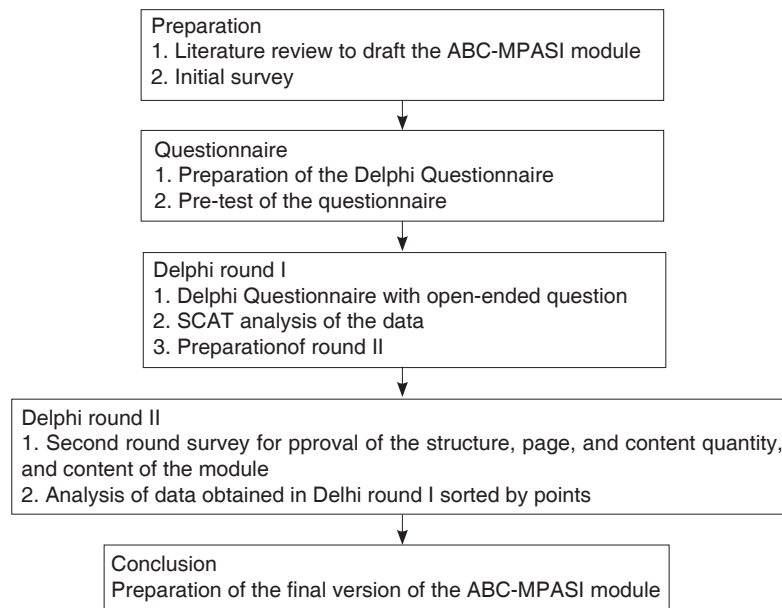 Preparation
1. Literature review to draft the ABC-MPASI module
2. Initial survey
Questionnaire
1. Preparation of the Delphi Questionnaire
2. Pre-test of the questionnaire
Delphi round I
1. Delphi Questionnaire with open-ended question
2. SCAT analysis of the data
3. Preparationof round II
Delphi round II
1. Second round survey for pproval of the structure, page, and content quantity,
and content of the module
2. Analysis of data obtained in Delhi round I sorted by points
Conclusion
Preparation of the final version of the ABC-MPASI module